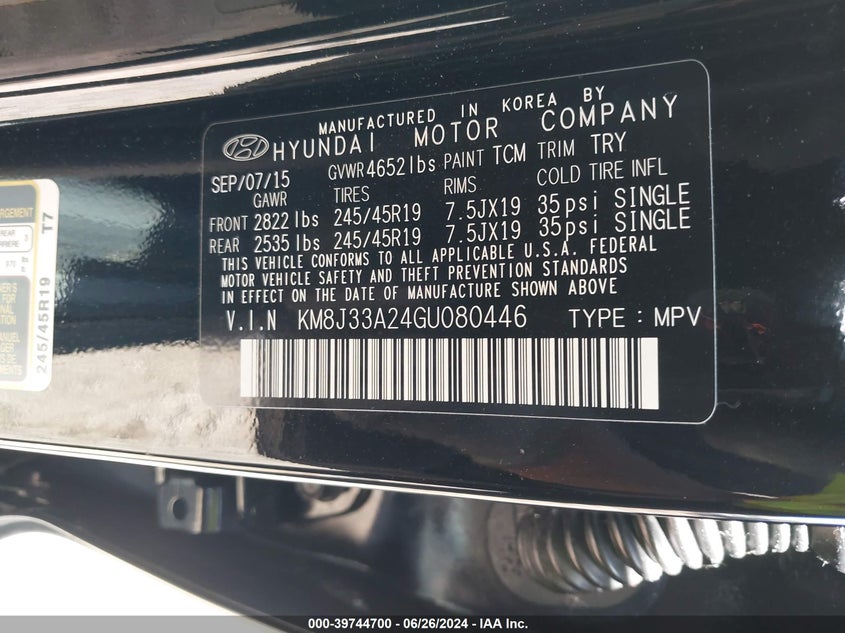 MANUFACTURED IN KOREA BY
HYUNDAI MOTOR COMPANY
SEP/07/15 GVWR 4652 lbs PAINT TCM TRIM TRY
GAWR TIRES RIMS COLD TIRE INFL
FRONT 2822 lbs 245/45R19 7.5JX19 35psi SINGLE
REAR 2535 lbs 245/45R19 7.5JX19 35psi SINGLE
THIS VEHICLE CONFORMS TO ALL APPLICABLE U.S.A. FEDERAL
MOTOR VEHICLE SAFETY AND THEFT PREVENTION STANDARDS
IN EFFECT ON THE DATE OF MANUFACTURE SHOWN ABOVE.
V.I.N KM8J33A24GU080446 TYPE : MPV
REAR
245/45R19 T7
000-39744700 - 06/26/2024 - IAA, Inc.